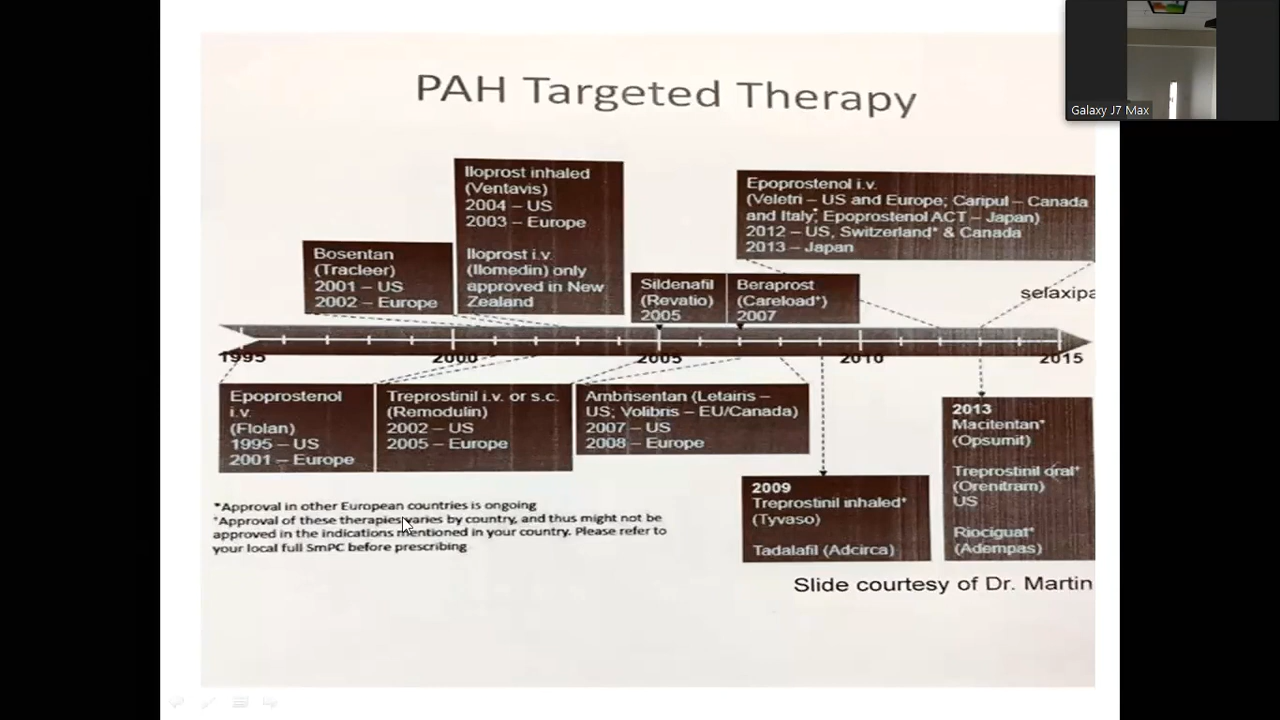 Galaxy J7 Max
PAH Targeted Therapy
Iloprost inhaled
(Ventavis)
2004 – US
2003 – Europe
Iloprost i.v.
(Ilomedin) only
approved in New
Zealand
Epoprostenol i.v.
(Veletri – US and Europe; Caripul – Canada
and Italy; Epoprostenol ACT – Japan)
2012 – US, Switzerland* & Canada
2013 – Japan
Bosentan
(Tracleer)
2001 – US
2002 – Europe
Sildenafil
(Revatio)
2005
Beraprost
(Careload⁺)
2007
selaxipa
1995
2000
2005
2010
2015
Epoprostenol
i.v.
(Flolan)
1995 – US
2001 – Europe
Treprostinil i.v. or s.c.
(Remodulin)
2002 – US
2005 – Europe
Ambrisentan (Letairis –
US; Volibris – EU/Canada)
2007 – US
2008 – Europe
2009
Treprostinil inhaled⁺
(Tyvaso)
Tadalafil (Adcirca)
2013
Macitentan⁺
(Opsumit)
Treprostinil oral⁺
(Orenitram)
US
Riociguat⁺
(Adempas)
*Approval in other European countries is ongoing
⁺Approval of these therapies varies by country, and thus might not be
approved in the indications mentioned in your country. Please refer to
your local full SmPC before prescribing
Slide courtesy of Dr. Martin